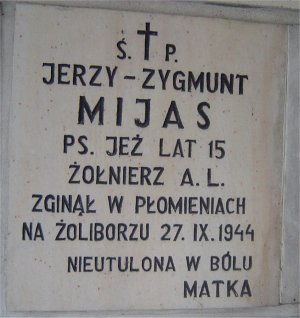 Ś. † P.
JERZY-ZYGMUNT
MIJAS
PS. JEŻ LAT 15
ŻOŁNIERZ A. L.
ZGINĄŁ W PŁOMIENIACH
NA ŻOLIBORZU 27. IX. 1944
NIEUTULONA W BÓLU
MATKA